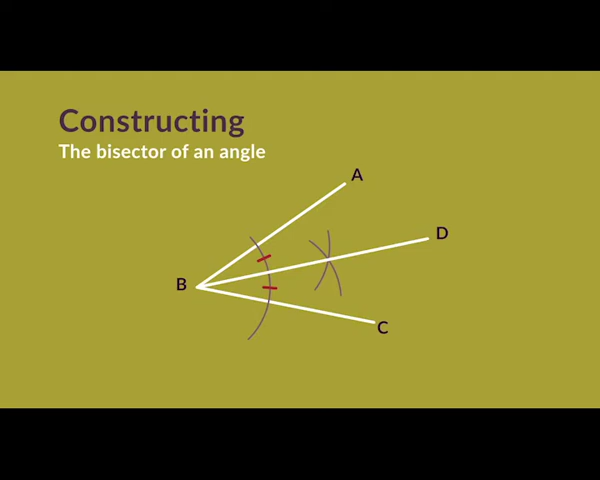 Constructing
The bisector of an angle
A
D
B
C